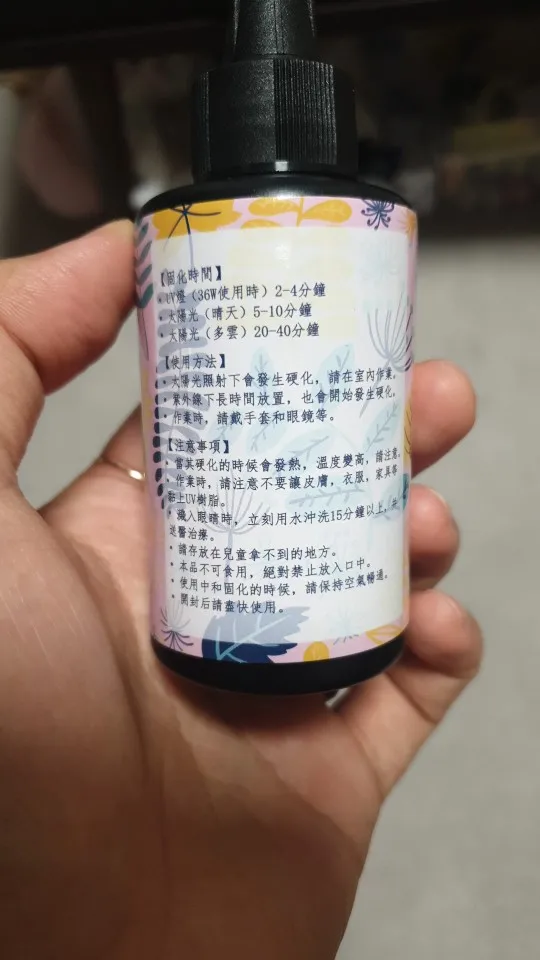 【固化時間】
・UV燈（36W使用時）2-4分鐘
・太陽光（晴天）5-10分鐘
・太陽光（多雲）20-40分鐘
【使用方法】
・太陽光照射下會發生硬化，請在室內作業。
・紫外線下長時間放置，也會開始發生硬化。
・作業時，請戴手套和眼鏡等。
【注意事項】
・當其硬化的時候會發熱，溫度變高，請注意。
・作業時，請注意不要讓皮膚，衣服，家具等
黏上UV樹脂。
・濺入眼睛時，立刻用水沖洗15分鐘以上，
送醫治療。
・請存放在兒童拿不到的地方。
・本品不可食用，絕對禁止放入口中。
・使用中和固化的時候，請保持空氣暢通。
・開封后請盡快使用。